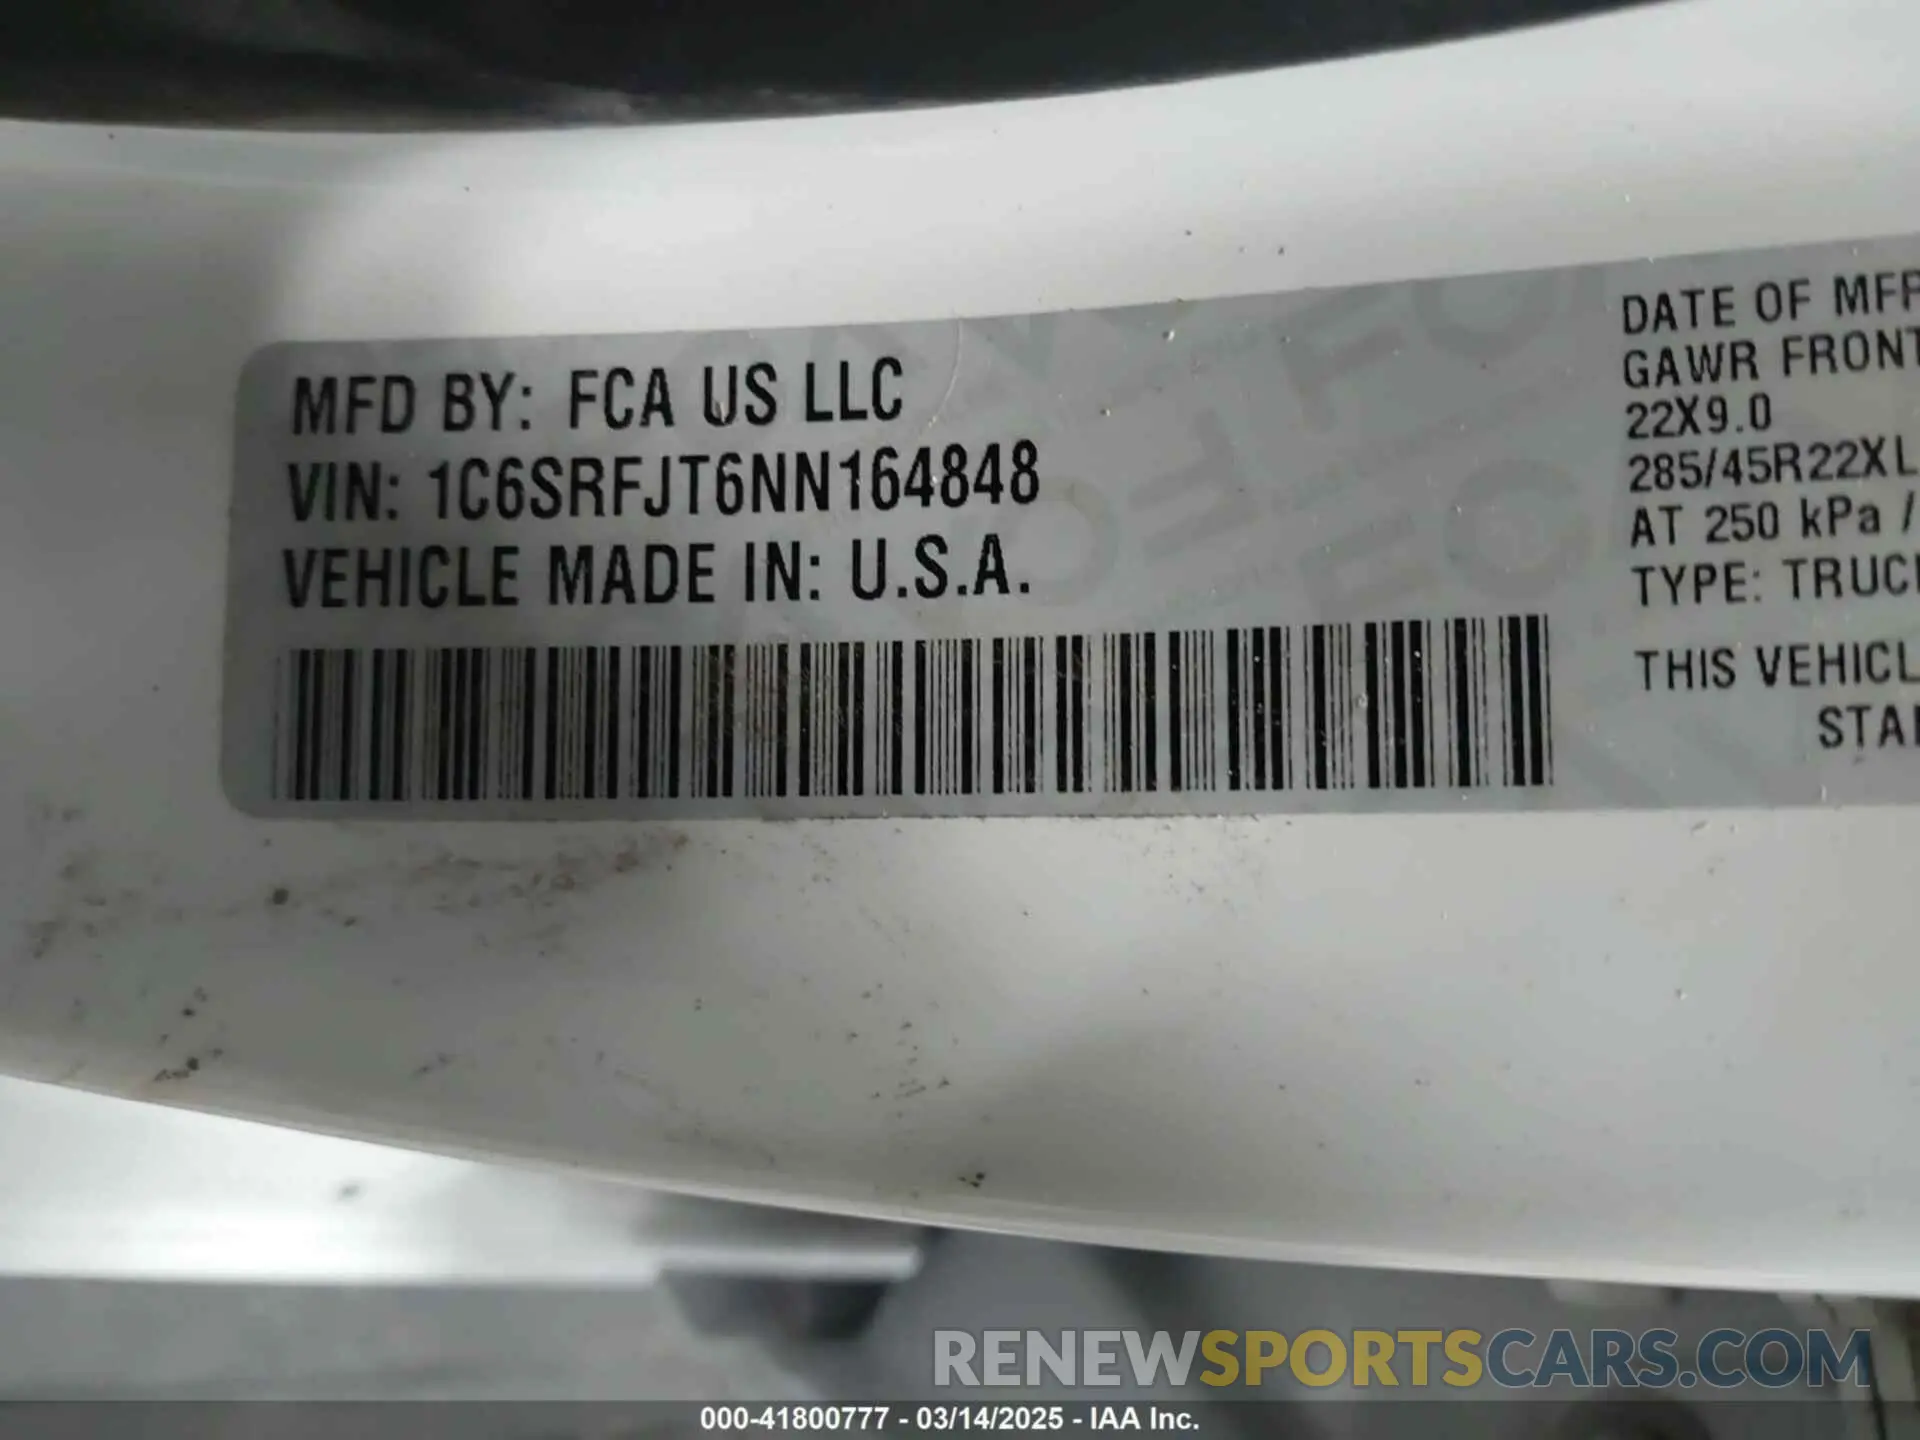 MFD BY: FCA US LLC
VIN: 1C6SRFJT6NN164848
VEHICLE MADE IN: U.S.A.
DATE OF MFR
GAWR FRONT
22X9.0
285/45R22XL
AT 250 kPa /
TYPE: TRUC
THIS VEHICL
STA
RENEWSPORTSCARS.COM
000-41800777 - 03/14/2025 - IAA Inc.